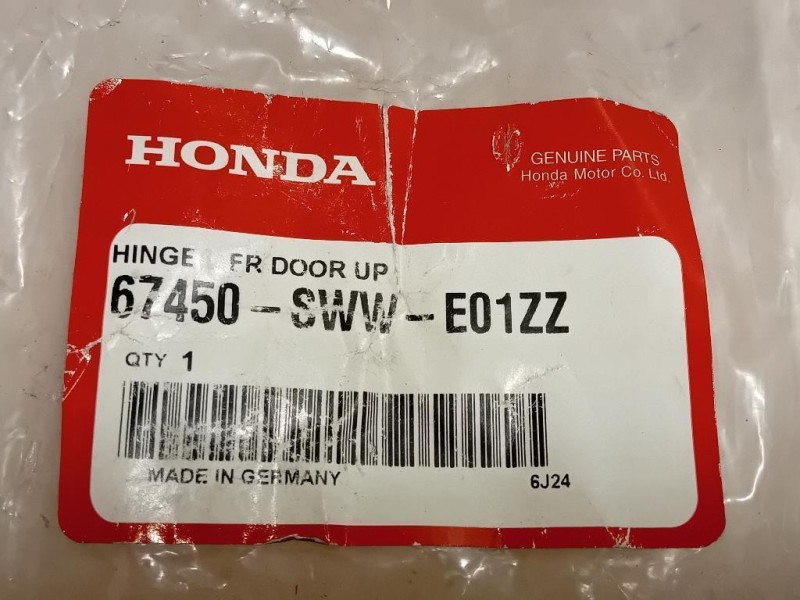 HONDA
GENUINE PARTS
Honda Motor Co. Ltd.
HINGE FR DOOR UP
67450-SWW-E01ZZ
QTY 1
MADE IN GERMANY
6J24